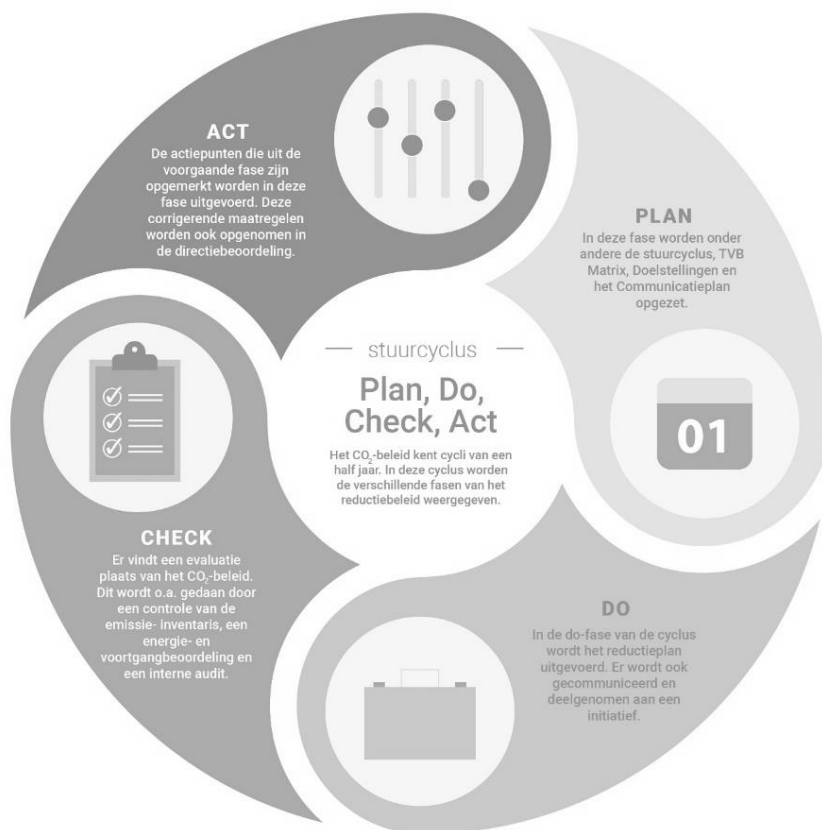 stuurcyclus
Plan, Do,
Check, Act
Het CO₂-beleid kent cycli van een
half jaar. In deze cyclus worden
de verschillende fasen van het
reductiebeleid weergegeven.
PLAN
In deze fase worden onder
andere de stuurcyclus, TVB
Matrix, Doelstellingen en
het Communicatieplan
opgezet.
01
DO
In de do-fase van de cyclus
wordt het reductieplan
uitgevoerd. Er wordt ook
gecommuniceerd en
deelgenomen aan een
initiatief.
CHECK
Er vindt een evaluatie
plaats van het CO₂-beleid.
Dit wordt o.a. gedaan door
een controle van de
emissie- inventaris, een
energie- en
voortgangbeoordeling en
een interne audit.
ACT
De actiepunten die uit de
voorgaande fase zijn
opgemerkt worden in deze
fase uitgevoerd. Deze
corrigerende maatregelen
worden ook opgenomen in
de directiebeoordeling.